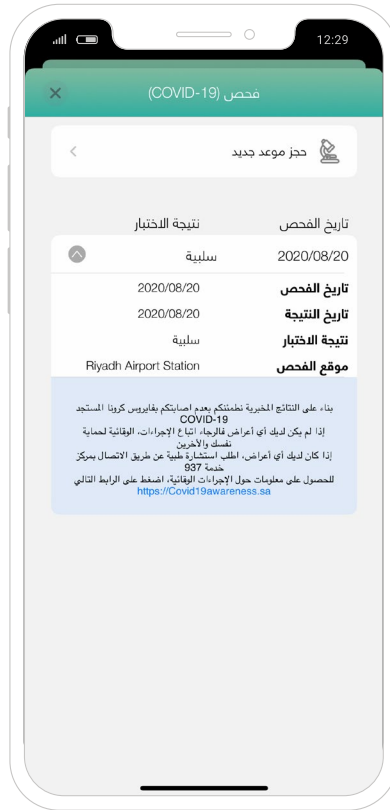 12:29
فحص (COVID-19)
حجز موعد جديد
تاريخ الفحص نتيجة الاختبار
2020/08/20 سلبية
تاريخ الفحص 2020/08/20
تاريخ النتيجة 2020/08/20
نتيجة الاختبار سلبية
موقع الفحص Riyadh Airport Station
بناء على النتائج المخبرية نطمئنكم بعدم اصابتكم بفايروس كرونا المستجد
COVID-19
إذا لم يكن لديك أي أعراض فالرجاء اتباع الإجراءات، الوقائية لحماية
نفسك والأخرين
إذا كان لديك أي أعراض، اطلب استشارة طبية عن طريق الاتصال بمركز
خدمة 937
للحصول على معلومات حول الإجراءات الوقائية، اضغط على الرابط التالي
https://Covid19awareness.sa